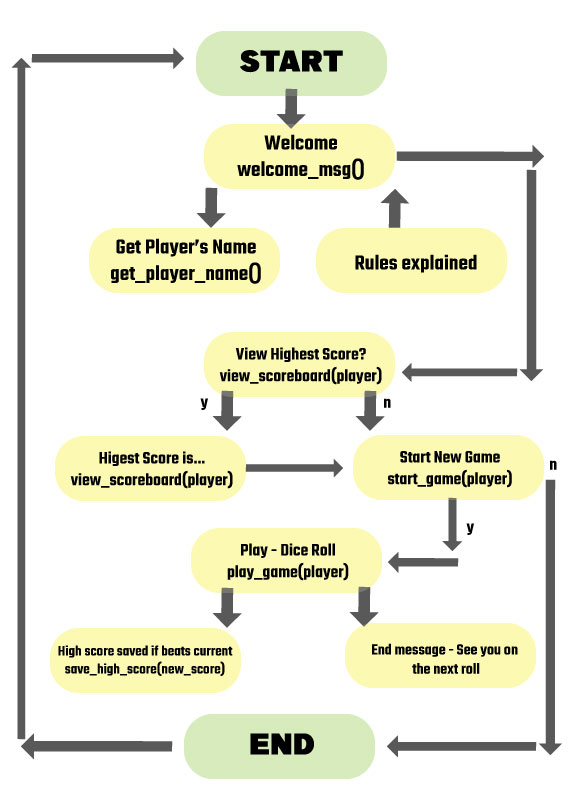 START
Welcome
welcome_msg()
Get Player's Name
get_player_name()
Rules explained
View Highest Score?
view_scoreboard(player)
y
n
Higest Score is...
view_scoreboard(player)
Start New Game
start_game(player)
n
y
Play - Dice Roll
play_game(player)
High score saved if beats current
save_high_score(new_score)
End message - See you on
the next roll
END